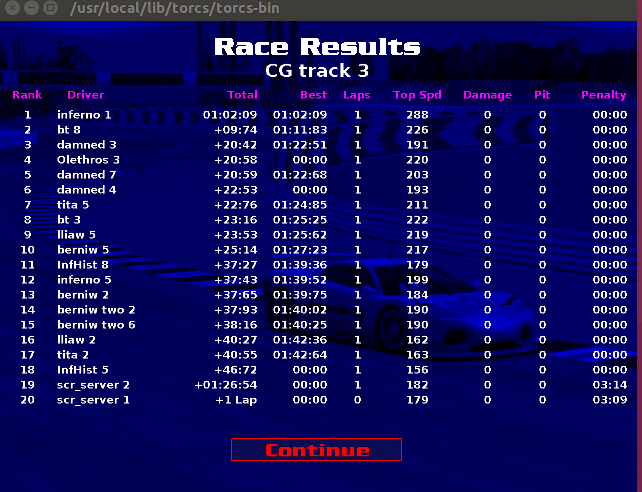 /usr/local/lib/torcs/torcs-bin
Race Results
CG track 3
Rank Driver Total Best Laps Top Spd Damage Pit Penalty
1 inferno 1 01:02:09 01:02:09 1 288 0 0 00:00
2 bt 8 +09:74 01:11:83 1 226 0 0 00:00
3 damned 3 +20:42 01:22:51 1 191 0 0 00:00
4 Olethros 3 +20:58 00:00 1 220 0 0 00:00
5 damned 7 +20:59 01:22:68 1 203 0 0 00:00
6 damned 4 +22:53 00:00 1 193 0 0 00:00
7 tita 5 +22:76 01:24:85 1 211 0 0 00:00
8 bt 3 +23:16 01:25:25 1 222 0 0 00:00
9 lliaw 5 +23:53 01:25:62 1 219 0 0 00:00
10 berniw 5 +25:14 01:27:23 1 217 0 0 00:00
11 InfHist 8 +37:27 01:39:36 1 179 0 0 00:00
12 inferno 5 +37:43 01:39:52 1 199 0 0 00:00
13 berniw 2 +37:65 01:39:75 1 184 0 0 00:00
14 berniw two 2 +37:93 01:40:02 1 190 0 0 00:00
15 berniw two 6 +38:16 01:40:25 1 190 0 0 00:00
16 lliaw 2 +40:27 01:42:36 1 162 0 0 00:00
17 tita 2 +40:55 01:42:64 1 163 0 0 00:00
18 InfHist 5 +46:72 00:00 1 156 0 0 00:00
19 scr_server 2 +01:26:54 00:00 1 182 0 0 03:14
20 scr_server 1 +1 Lap 00:00 0 179 0 0 03:09
Continue